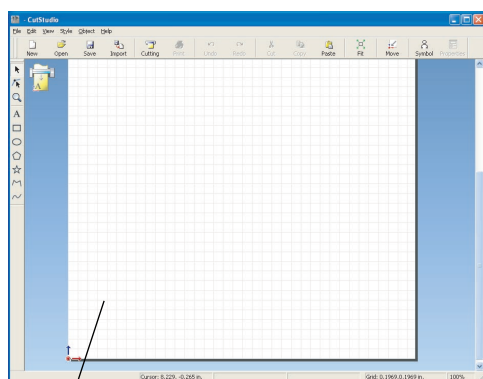 CutStudio
File Edit View Style Object Help
New Open Save Import Cutting Print Undo Redo Cut Copy Paste Fit Move Symbol Properties
A
A
Cursor: 8.229, -0.265 in. Grid: 0.1969,0.1969 in. 100%